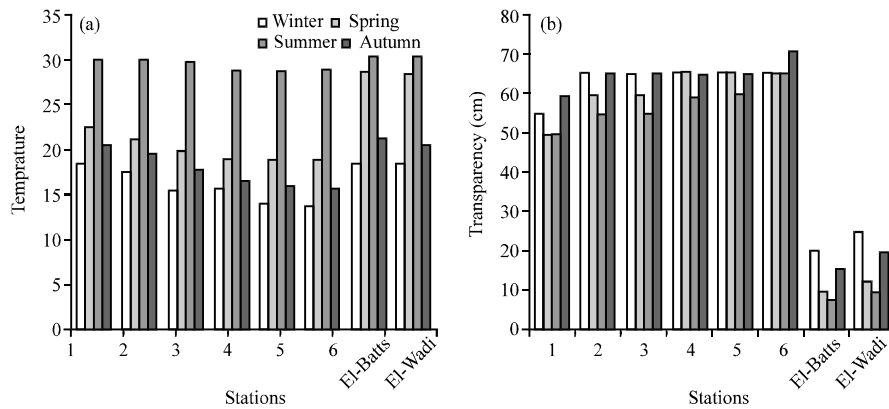 (a)
Winter Spring
Summer Autumn
35
30
25
20
15
10
5
0
Temprature
1 2 3 4 5 6 El-Batts El-Wadi
Stations
(b)
80
70
60
50
40
30
20
10
0
Transparency (cm)
1 2 3 4 5 6 El-Batts El-Wadi
Stations